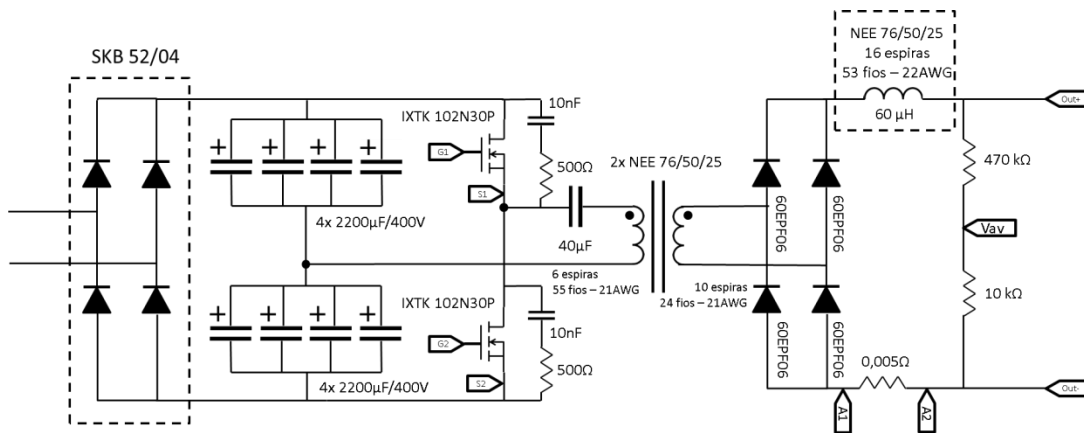 NEE 76/50/25
16 espiras
53 fios – 22AWG
60 µH
SKB 52/04
Out+
10nF
IXTK 102N30P
G1
500Ω
S1
2x NEE 76/50/25
470 kΩ
4x 2200µF/400V
60EPF06
60EPF06
Vav
40µF
6 espiras
55 fios – 21AWG
10 espiras
24 fios – 21AWG
IXTK 102N30P
10nF
10 kΩ
G2
60EPF06
60EPF06
500Ω
0,005Ω
S2
4x 2200µF/400V
Out-
A1
A2
+ + + +
+ + + +